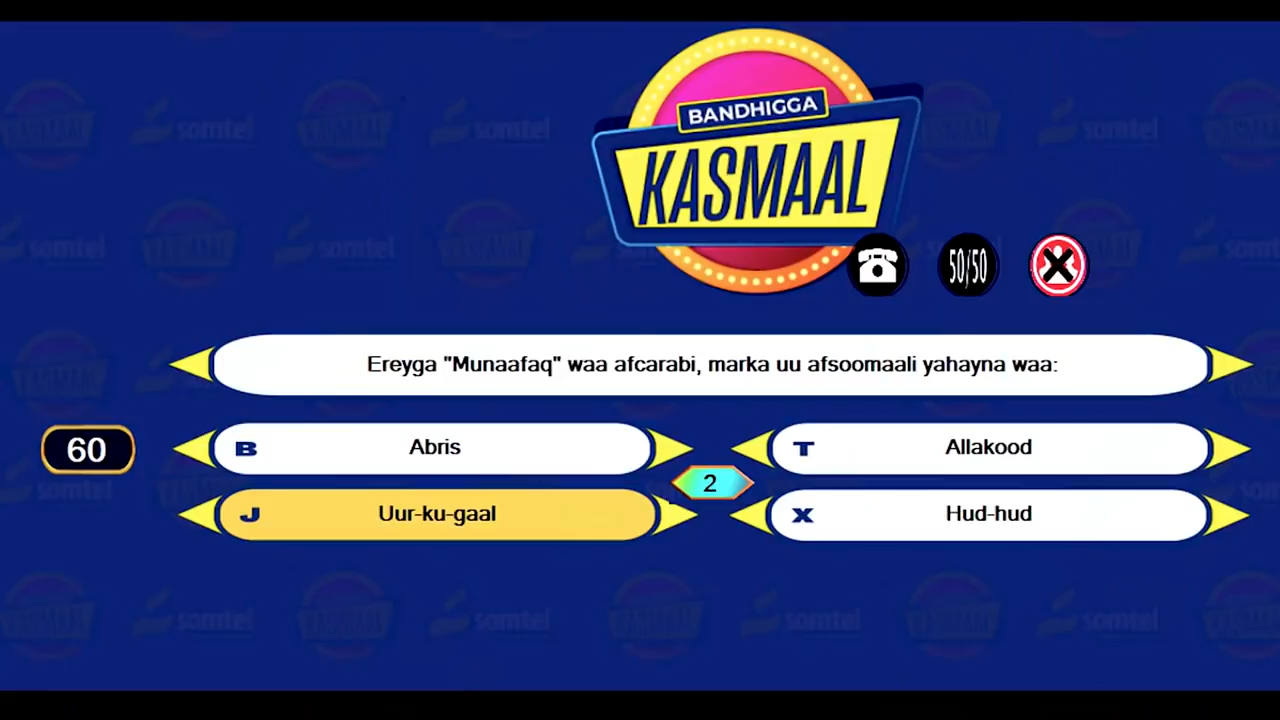 BANDHIGGA
KASMAAL
50/50
Ereyga "Munaafaq" waa afcarabi, marka uu afsoomaali yahayna waa:
60
B Abris
T Allakood
2
J Uur-ku-gaal
X Hud-hud
somtel